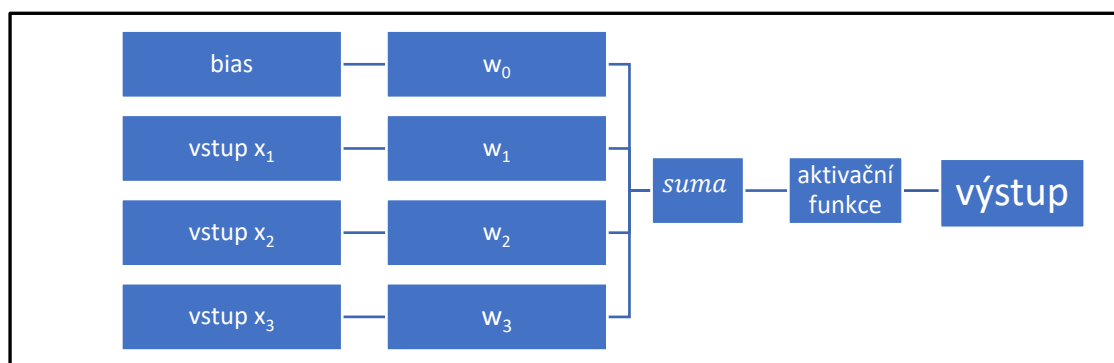 bias
w₀
vstup x₁
w₁
vstup x₂
w₂
vstup x₃
w₃
suma
aktivační
funkce
výstup